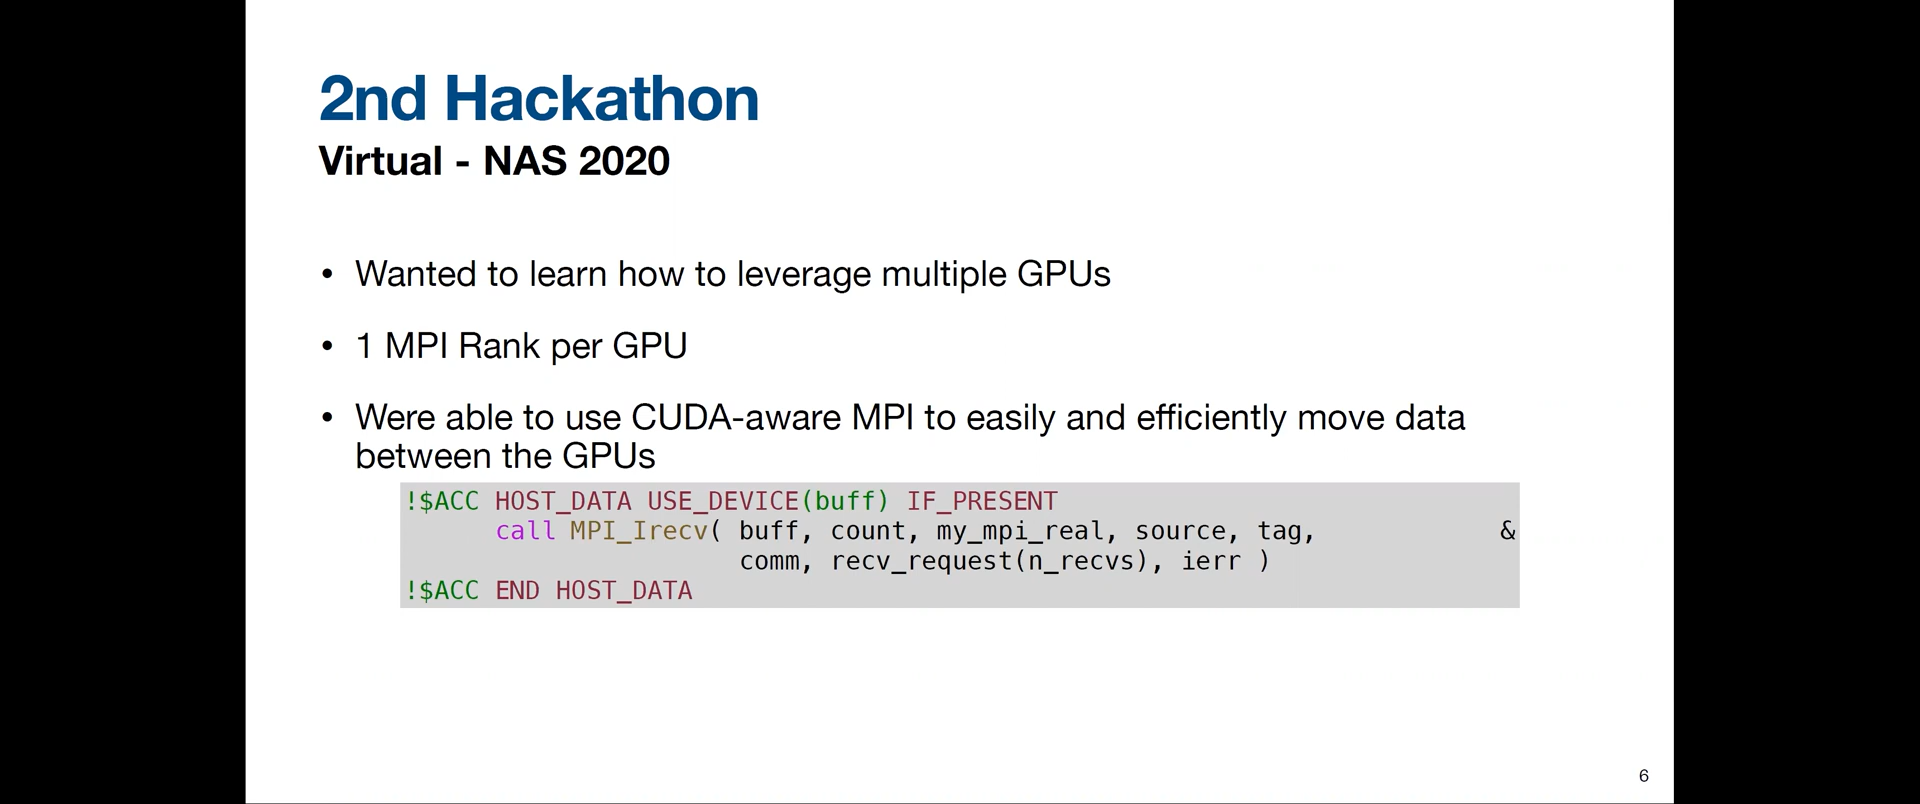 2nd Hackathon
Virtual - NAS 2020
• Wanted to learn how to leverage multiple GPUs
• 1 MPI Rank per GPU
• Were able to use CUDA-aware MPI to easily and efficiently move data
between the GPUs
!$ACC HOST_DATA USE_DEVICE(buff) IF_PRESENT
call MPI_Irecv( buff, count, my_mpi_real, source, tag, &
comm, recv_request(n_recvs), ierr )
!$ACC END HOST_DATA
6